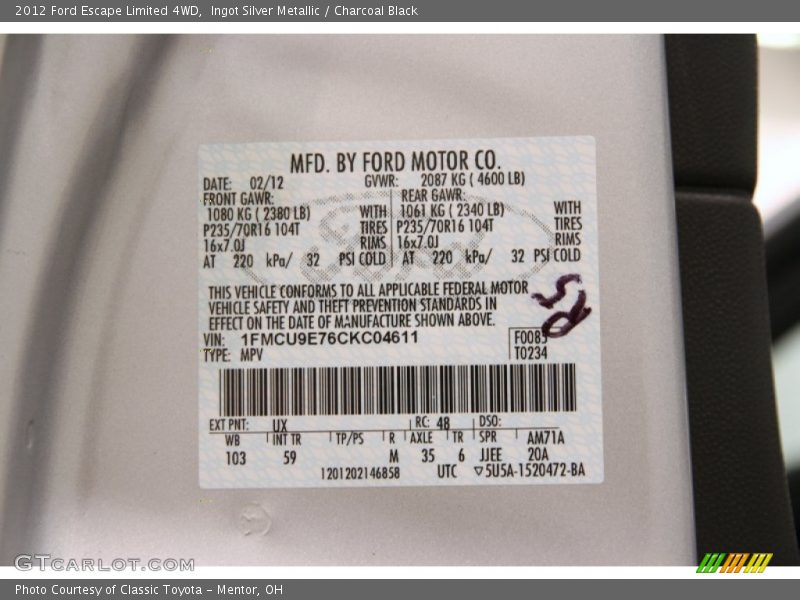 2012 Ford Escape Limited 4WD, Ingot Silver Metallic / Charcoal Black
MFD. BY FORD MOTOR CO.
DATE: 02/12 GVWR: 2087 KG ( 4600 LB)
FRONT GAWR: REAR GAWR:
1080 KG ( 2380 LB) WITH 1061 KG ( 2340 LB) WITH
P235/70R16 104T TIRES P235/70R16 104T TIRES
16x7.0J RIMS 16x7.0J RIMS
AT 220 kPa/ 32 PSI COLD AT 220 kPa/ 32 PSI COLD
THIS VEHICLE CONFORMS TO ALL APPLICABLE FEDERAL MOTOR
VEHICLE SAFETY AND THEFT PREVENTION STANDARDS IN
EFFECT ON THE DATE OF MANUFACTURE SHOWN ABOVE.
VIN: 1FMCU9E76CKC04611
TYPE: MPV
F0085
T0234
EXT PNT: UX RC: 48 DSO:
WB INT TR TP/PS R AXLE TR SPR AM71A
103 59 M 35 6 JJEE 20A
1201202146858 UTC ▽5U5A-1520472-BA
GTCARLOT.COM
Photo Courtesy of Classic Toyota - Mentor, OH